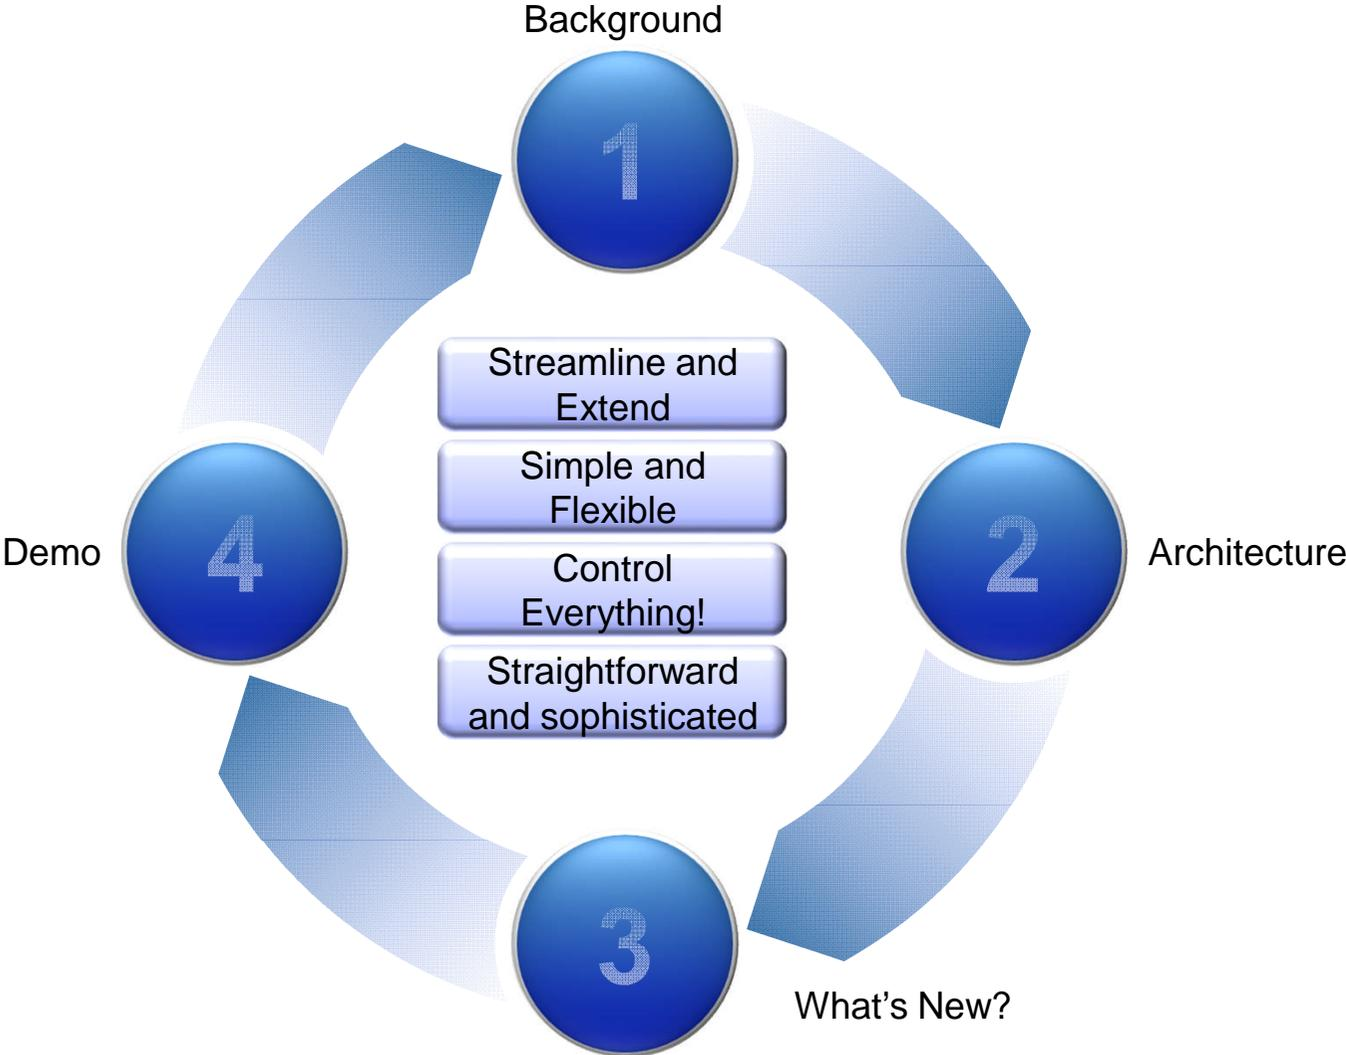 Background
1
Streamline and
Extend
Simple and
Flexible
Control
Everything!
Straightforward
and sophisticated
Demo
4
2
Architecture
3
What's New?